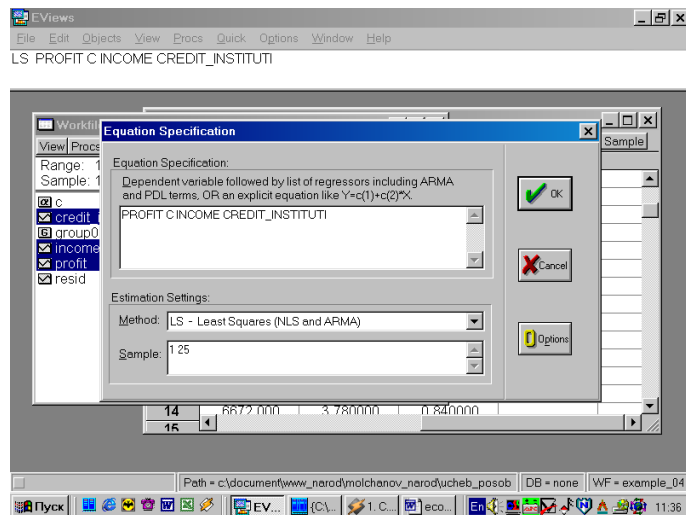 EViews
File Edit Objects View Procs Quick Options Window Help
LS PROFIT C INCOME CREDIT_INSTITUTI
Workfil
View Procs
Sample
Range: 1
Sample: 1
c
credit_i
group0
income
profit
resid
Equation Specification
Equation Specification:
Dependent variable followed by list of regressors including ARMA
and PDL terms, OR an explicit equation like Y=c(1)+c(2)*X.
PROFIT C INCOME CREDIT_INSTITUTI
OK
Cancel
Options
Estimation Settings:
Method: LS - Least Squares (NLS and ARMA)
Sample: 1 25
14 6672.000 3.780000 0.840000
15
Path = c:\document\www_narod\molchanov_narod\ucheb_posob DB = none WF = example_04
Пуск EV... {C:\... 1. C... eco... En 11:36